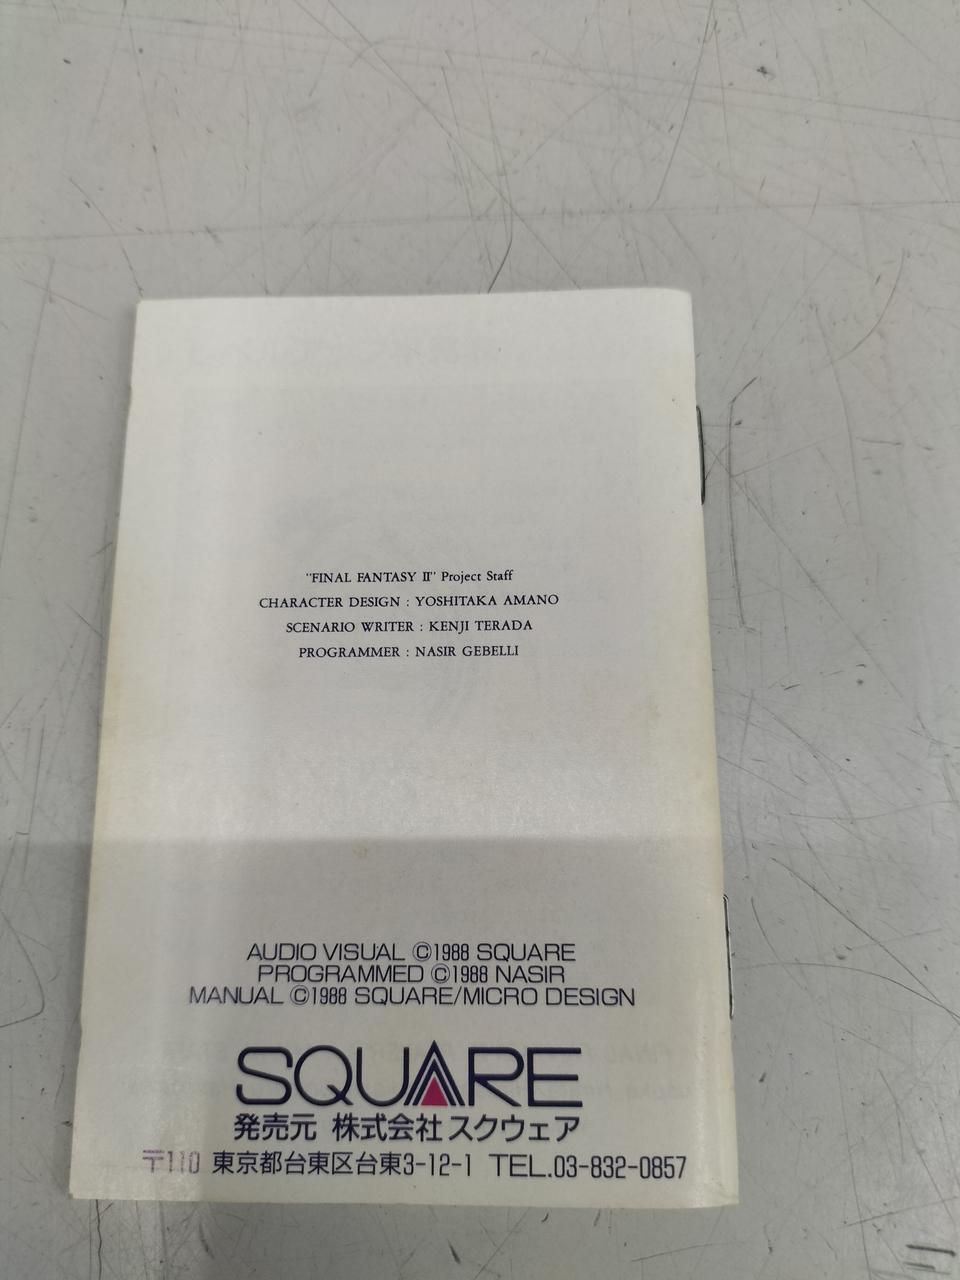 "FINAL FANTASY II" Project Staff
CHARACTER DESIGN : YOSHITAKA AMANO
SCENARIO WRITER : KENJI TERADA
PROGRAMMER : NASIR GEBELLI
AUDIO VISUAL ©1988 SQUARE
PROGRAMMED ©1988 NASIR
MANUAL ©1988 SQUARE/MICRO DESIGN
SQUARE
発売元 株式会社スクウェア
〒110 東京都台東区台東3-12-1 TEL.03-832-0857